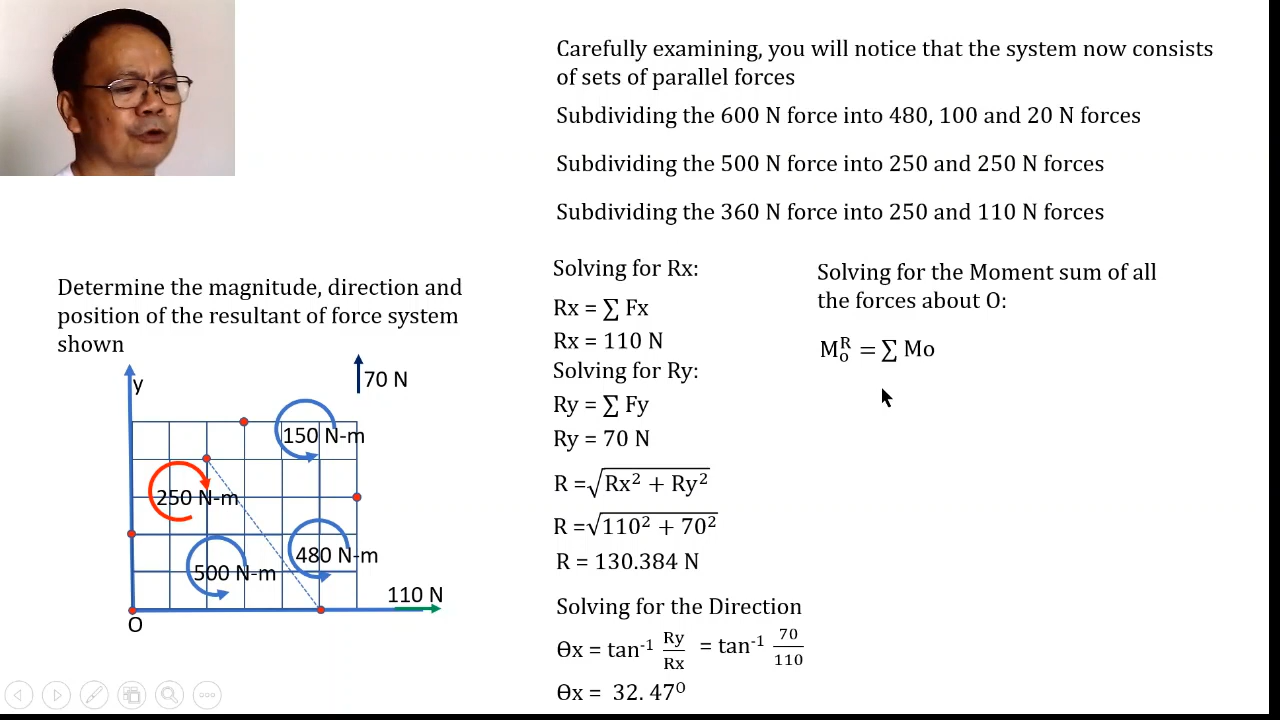 Carefully examining, you will notice that the system now consists
of sets of parallel forces
Subdividing the 600 N force into 480, 100 and 20 N forces
Subdividing the 500 N force into 250 and 250 N forces
Subdividing the 360 N force into 250 and 110 N forces
Determine the magnitude, direction and
position of the resultant of force system
shown
y
70 N
150 N-m
250 N-m
480 N-m
500 N-m
110 N
O
Solving for Rx:
Rx = ∑ Fx
Rx = 110 N
Solving for Ry:
Ry = ∑ Fy
Ry = 70 N
R =√Rx² + Ry²
R =√110² + 70²
R = 130.384 N
Solving for the Direction
Θx = tan⁻¹ Ry/Rx = tan⁻¹ 70/110
Θx = 32. 47⁰
Solving for the Moment sum of all
the forces about O:
M_o^R = ∑ Mo